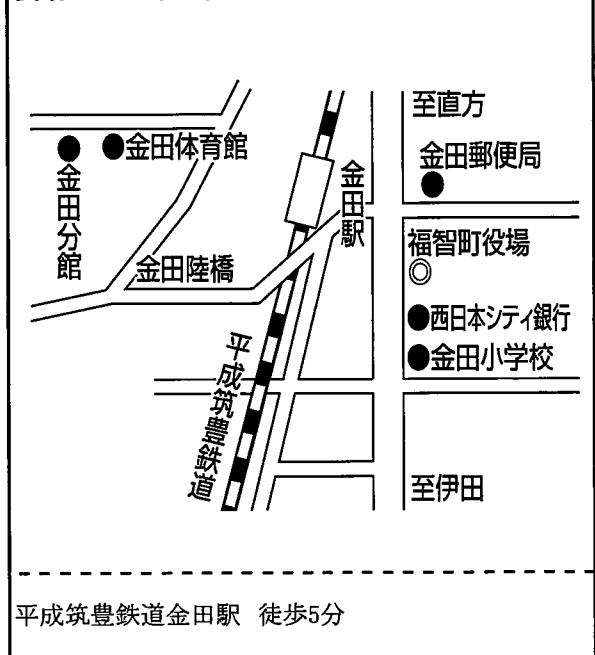 至直方
金田体育館
金田郵便局
金田分館
金田駅
福智町役場
金田陸橋
西日本シティ銀行
金田小学校
平成筑豊鉄道
至伊田
平成筑豊鉄道金田駅 徒歩5分